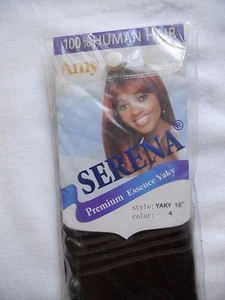 100% HUMAN HAIR
Amy
SERENA®
Premium Essence Yaky
style: YAKY 10"
color: 4